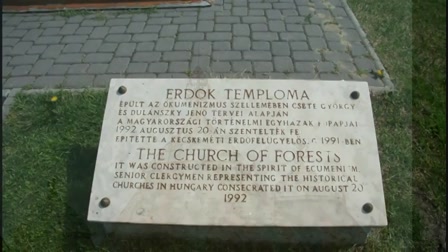 ERDŐK TEMPLOMA
ÉPÜLT AZ ÖKUMENIZMUS SZELLEMÉBEN CSETE GYÖRGY
ÉS DULÁNSZKY JENŐ TERVEI ALAPJÁN
A MAGYARORSZÁGI TÖRTÉNELMI EGYHÁZAK FŐPAPJAI
1992 AUGUSZTUS 20-ÁN SZENTELTÉK FE
ÉPÍTETTE A KECSKEMÉTI ERDŐFELÜGYELŐSÉG 1991-BEN
THE CHURCH OF FORESTS
IT WAS CONSTRUCTED IN THE SPIRIT OF ECUMENISM
SENIOR CLERGYMEN REPRESENTING THE HISTORICAL
CHURCHES IN HUNGARY CONSECRATED IT ON AUGUST 20
1992